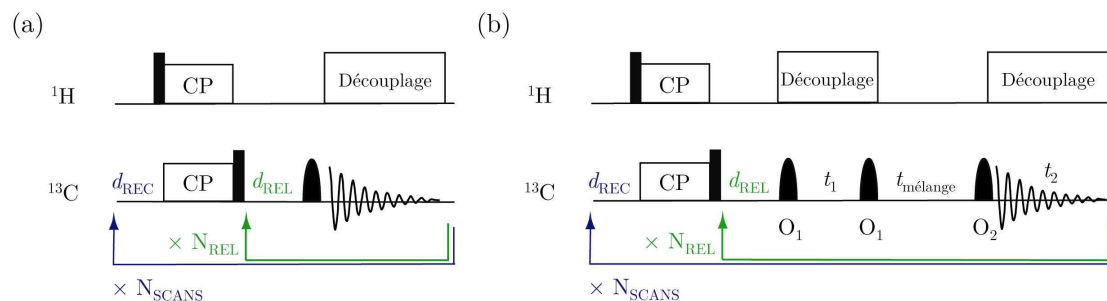 (a)
¹H
CP
Découplage
¹³C
d_REC
CP
d_REL
× N_REL
× N_SCANS
(b)
¹H
CP
Découplage
Découplage
¹³C
d_REC
CP
d_REL
t₁
t_mélange
t₂
O₁
O₁
O₂
× N_REL
× N_SCANS